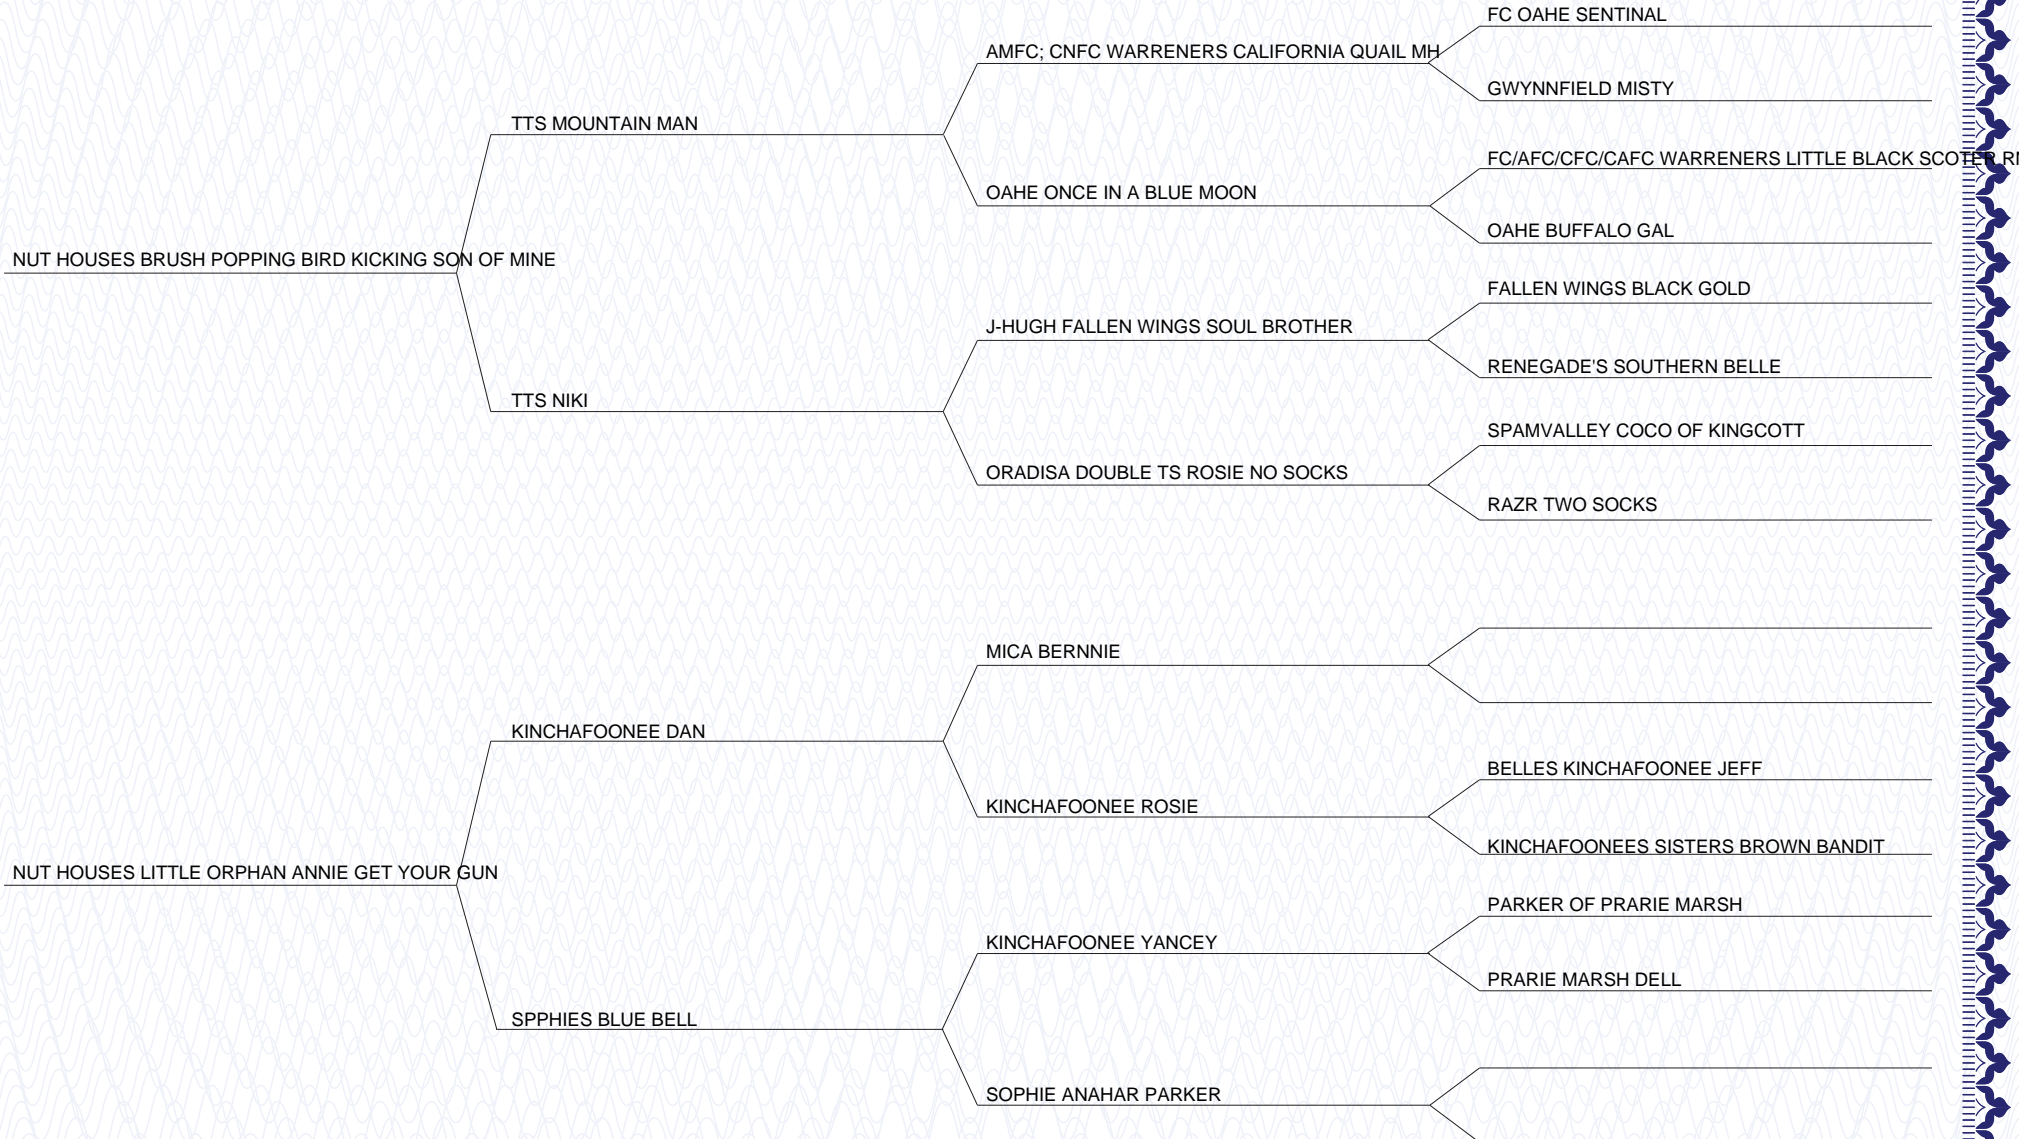 FC OAHE SENTINAL
AMFC; CNFC WARRENERS CALIFORNIA QUAIL MH
GWYNNFIELD MISTY
TTS MOUNTAIN MAN
FC/AFC/CFC/CAFC WARRENERS LITTLE BLACK SCOTER
OAHE ONCE IN A BLUE MOON
OAHE BUFFALO GAL
NUT HOUSES BRUSH POPPING BIRD KICKING SON OF MINE
FALLEN WINGS BLACK GOLD
J-HUGH FALLEN WINGS SOUL BROTHER
RENEGADE'S SOUTHERN BELLE
TTS NIKI
SPAMVALLEY COCO OF KINGCOTT
ORADISA DOUBLE TS ROSIE NO SOCKS
RAZR TWO SOCKS
MICA BERNNIE
KINCHAFOONEE DAN
BELLES KINCHAFOONEE JEFF
KINCHAFOONEE ROSIE
KINCHAFOONEES SISTERS BROWN BANDIT
NUT HOUSES LITTLE ORPHAN ANNIE GET YOUR GUN
PARKER OF PRARIE MARSH
KINCHAFOONEE YANCEY
PRARIE MARSH DELL
SPPHIES BLUE BELL
SOPHIE ANAHAR PARKER